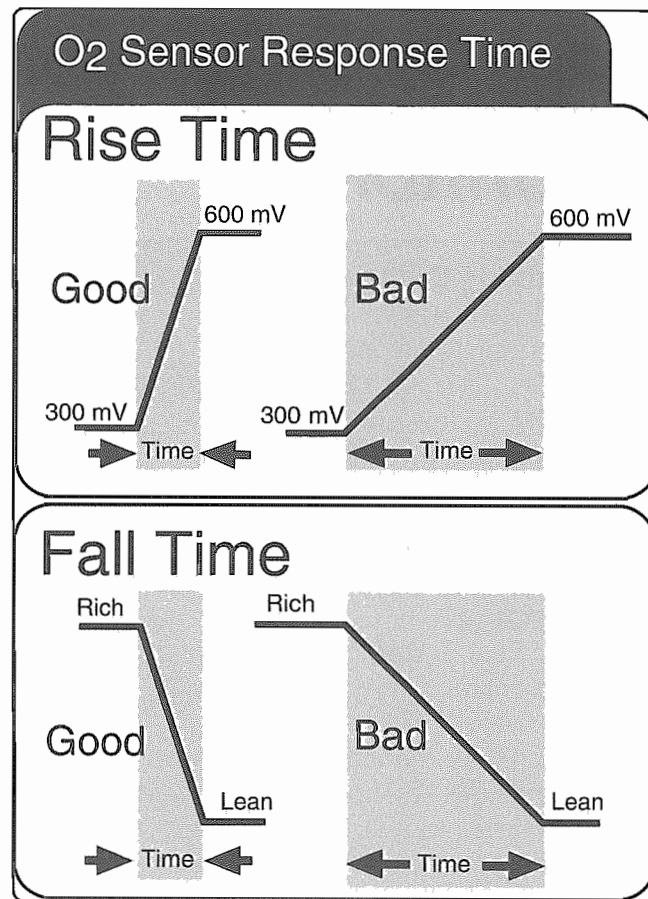 O2 Sensor Response Time
Rise Time
600 mV
600 mV
Good
Bad
300 mV
300 mV
Time
Time
Fall Time
Rich
Rich
Good
Bad
Lean
Lean
Time
Time